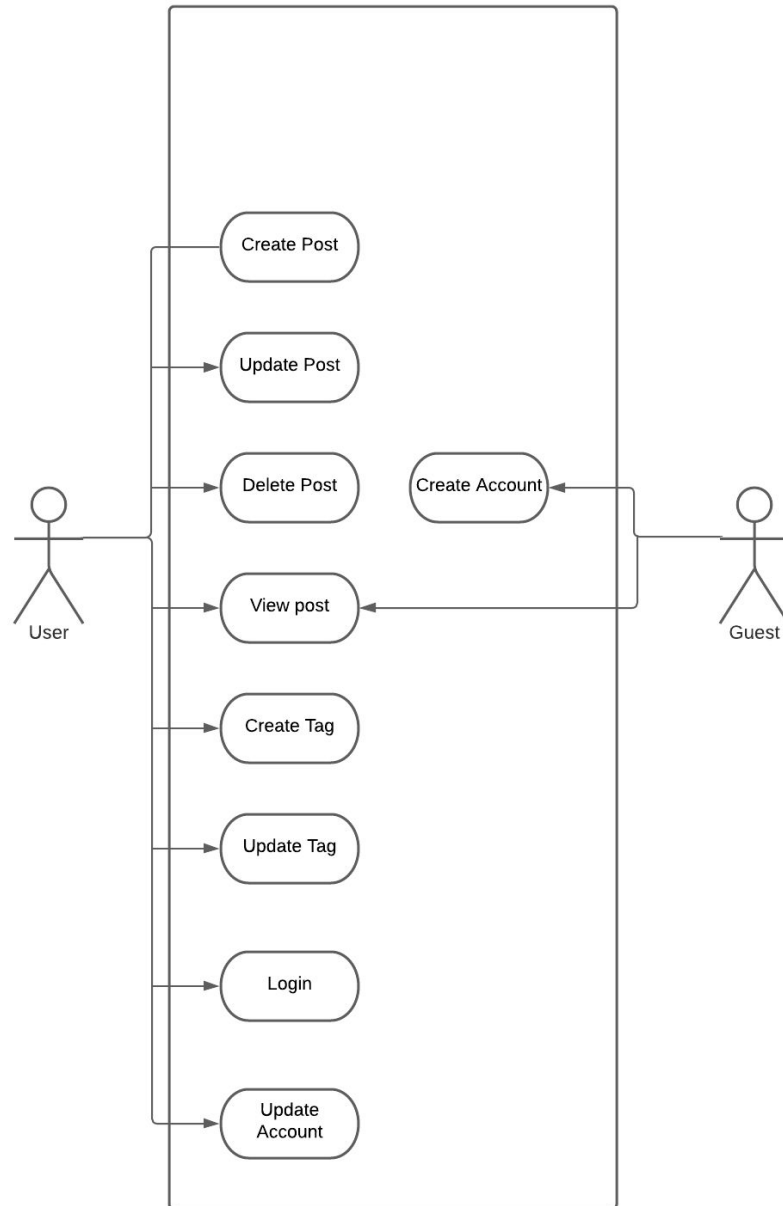 Create Post
Update Post
Delete Post
Create Account
User
View post
Guest
Create Tag
Update Tag
Login
Update
Account